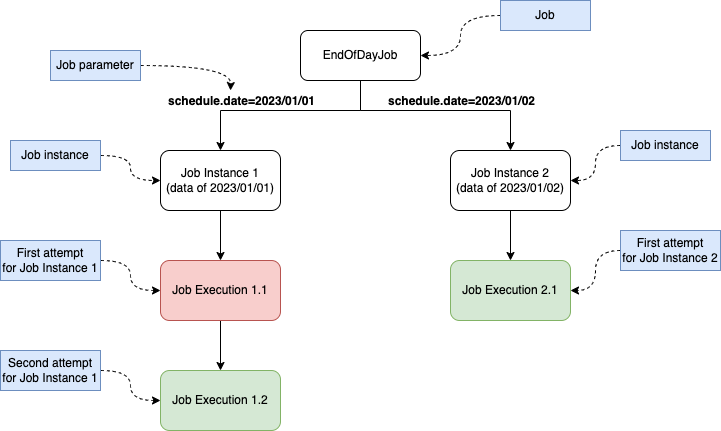 Job
EndOfDayJob
Job parameter
schedule.date=2023/01/01
schedule.date=2023/01/02
Job instance
Job Instance 1
(data of 2023/01/01)
Job Instance 2
(data of 2023/01/02)
Job instance
First attempt
for Job Instance 1
Job Execution 1.1
Job Execution 2.1
First attempt
for Job Instance 2
Second attempt
for Job Instance 1
Job Execution 1.2